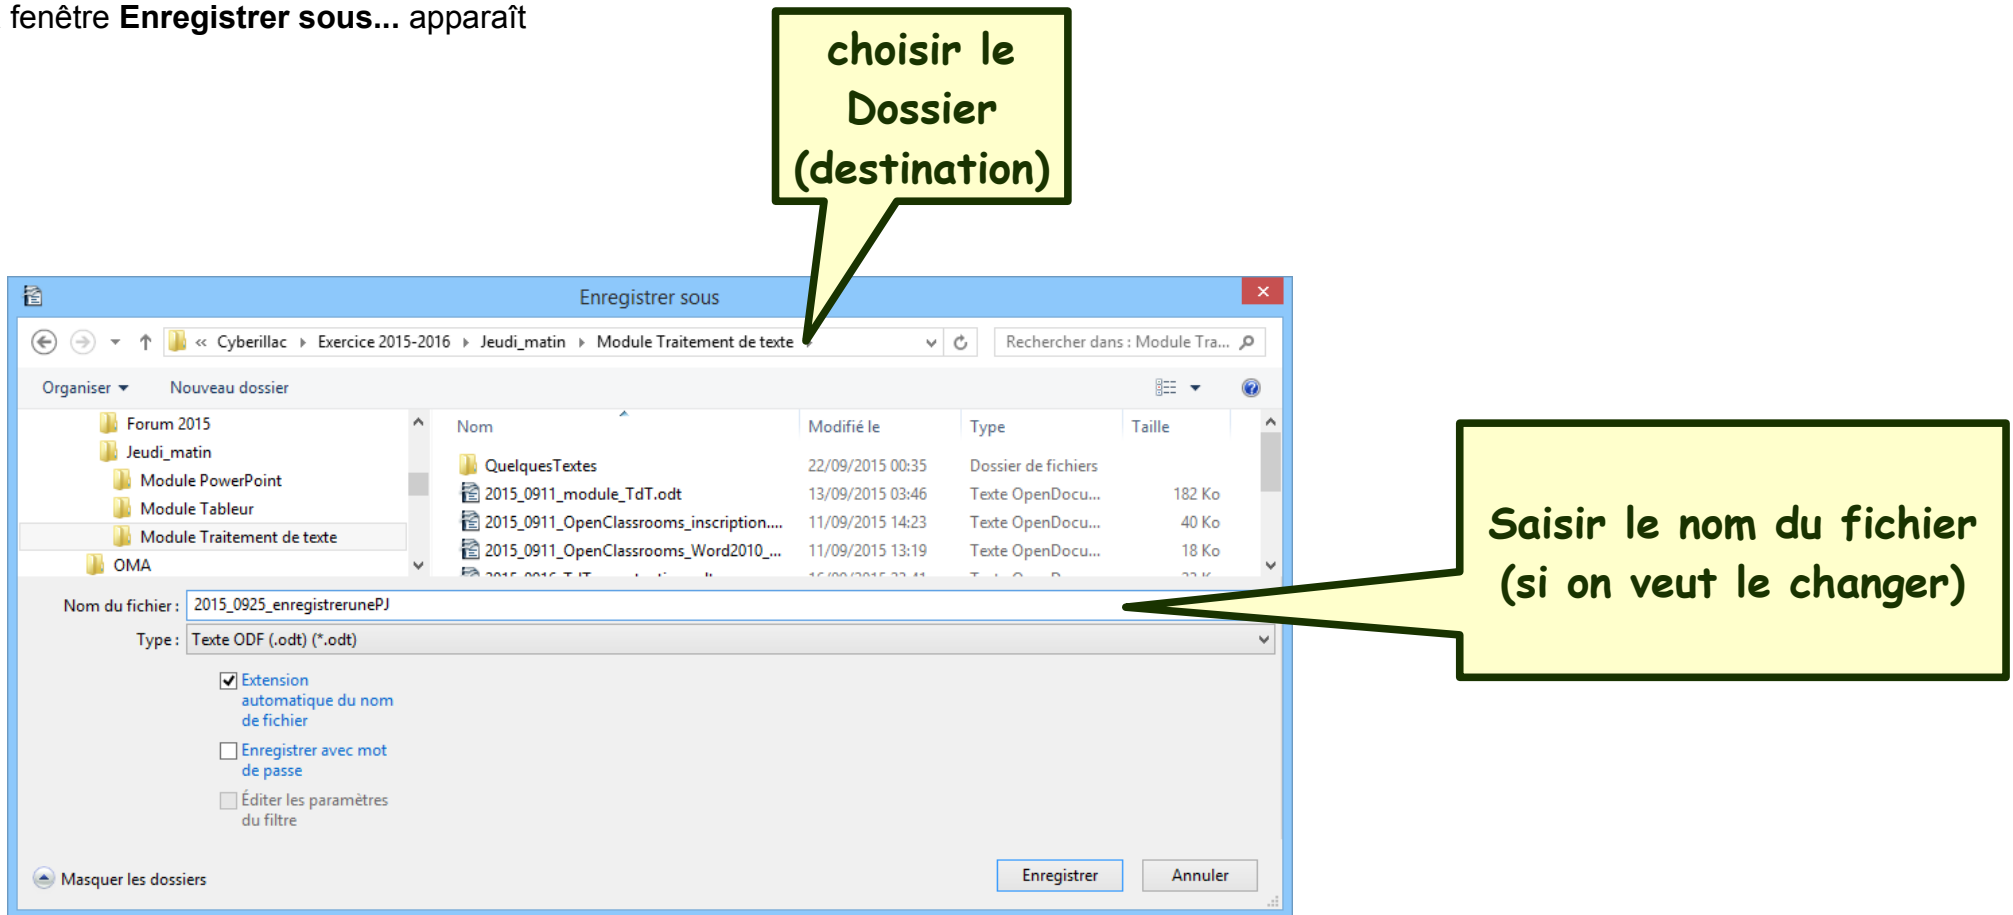 fenêtre Enregistrer sous... apparaît
choisir le
Dossier
(destination)
Enregistrer sous
« Cyberillac Exercice 2015-2016 Jeudi_matin Module Traitement de texte
Rechercher dans : Module Tra...
Organiser Nouveau dossier
Forum 2015
Jeudi_matin
Module PowerPoint
Module Tableur
Module Traitement de texte
OMA
Nom Modifié le Type Taille
QuelquesTextes 22/09/2015 00:35 Dossier de fichiers
2015_0911_module_TdT.odt 13/09/2015 03:46 Texte OpenDocu... 182 Ko
2015_0911_OpenClassrooms_inscription.... 11/09/2015 14:23 Texte OpenDocu... 40 Ko
2015_0911_OpenClassrooms_Word2010_... 11/09/2015 13:19 Texte OpenDocu... 18 Ko
Saisir le nom du fichier
(si on veut le changer)
Nom du fichier : 2015_0925_enregistrerunePJ
Type : Texte ODF (.odt) (*.odt)
Extension
automatique du nom
de fichier
Enregistrer avec mot
de passe
Éditer les paramètres
du filtre
Masquer les dossiers
Enregistrer Annuler